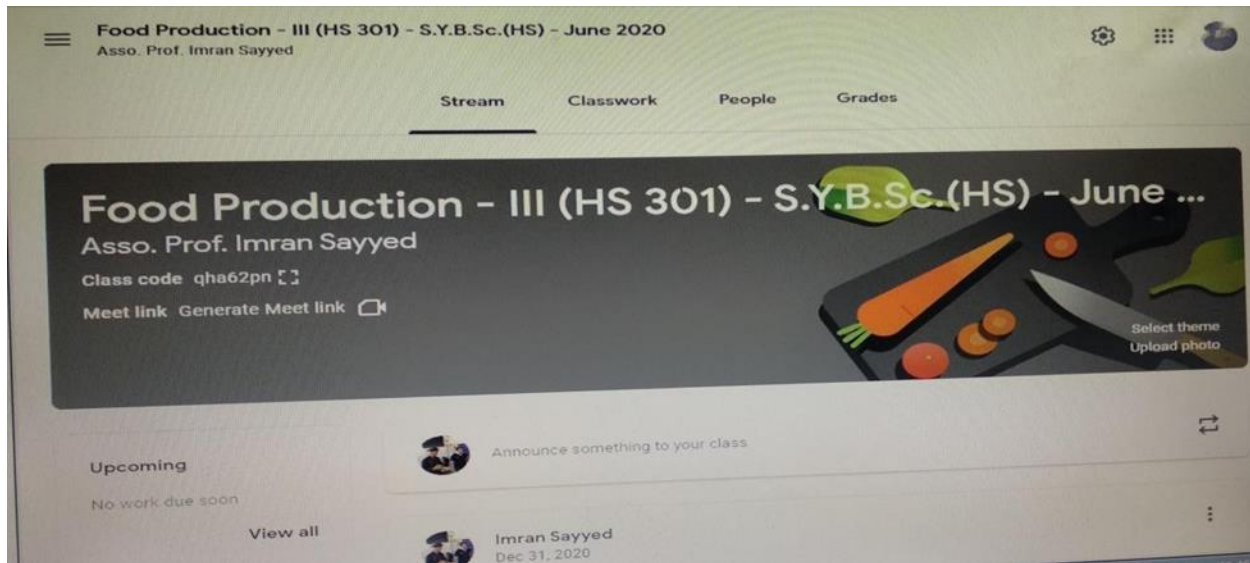 Food Production - III (HS 301) - S.Y.B.Sc.(HS) - June 2020
Asso. Prof. Imran Sayyed
Stream Classwork People Grades
Food Production - III (HS 301) - S.Y.B.Sc.(HS) - June ...
Asso. Prof. Imran Sayyed
Class code qha62pn
Meet link Generate Meet link
Select theme
Upload photo
Announce something to your class
Upcoming
No work due soon
View all
Imran Sayyed
Dec 31, 2020